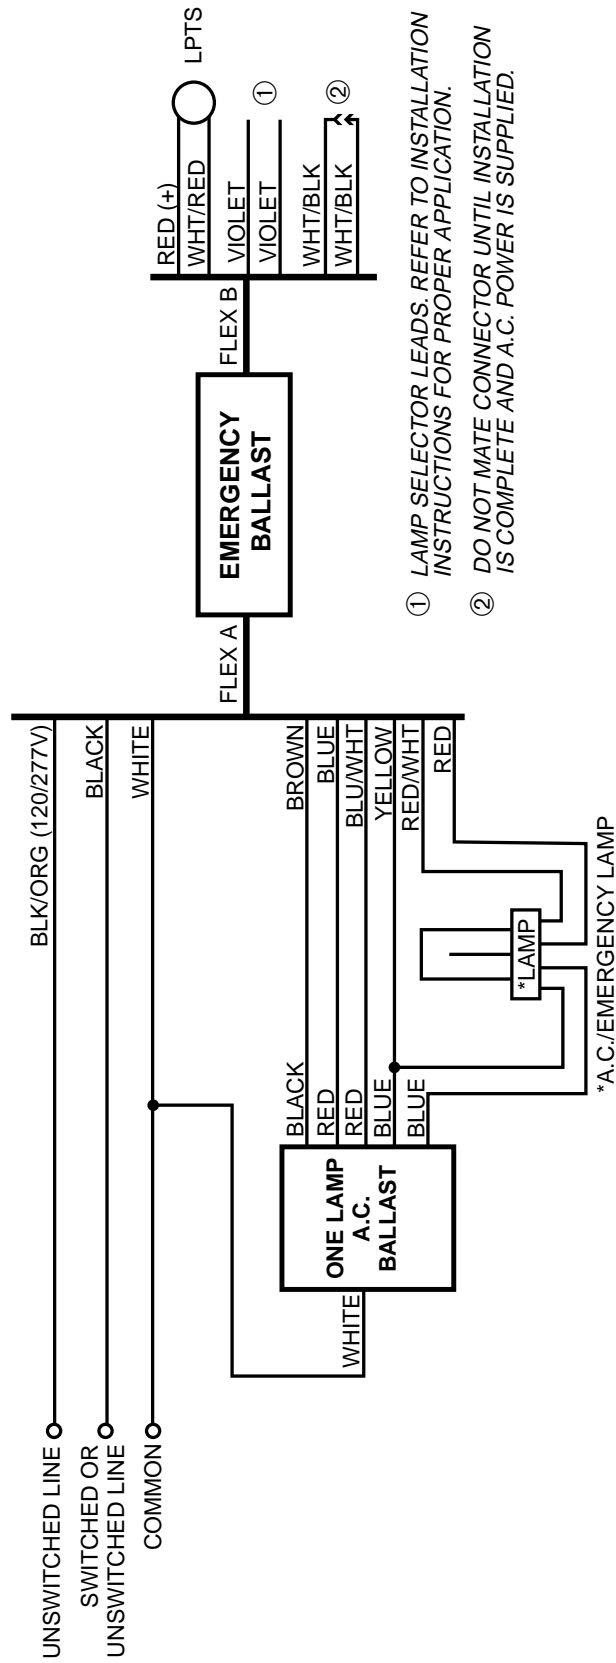 UNSWITCHED LINE
SWITCHED OR
UNSWITCHED LINE
COMMON
BLK/ORG (120/277V)
BLACK
WHITE
WHITE
ONE LAMP
A.C.
BALLAST
BLACK
RED
RED
BLUE
BLUE
BROWN
BLUE
BLU/WHT
YELLOW
RED/WHT
RED
*LAMP
*A.C./EMERGENCY LAMP
FLEX A
EMERGENCY
BALLAST
FLEX B
RED (+)
WHT/RED
VIOLET
VIOLET
WHT/BLK
WHT/BLK
LPTS
①
②
① LAMP SELECTOR LEADS. REFER TO INSTALLATION
INSTRUCTIONS FOR PROPER APPLICATION.
② DO NOT MATE CONNECTOR UNTIL INSTALLATION
IS COMPLETE AND A.C. POWER IS SUPPLIED.